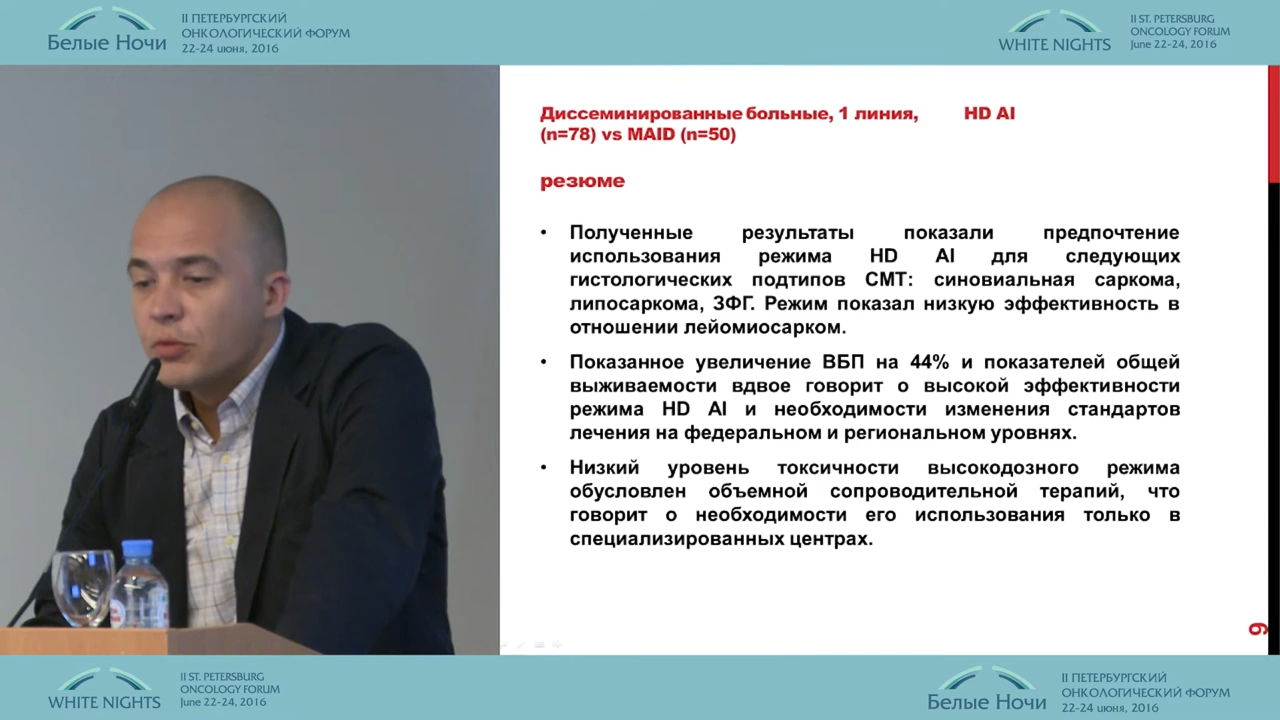 II ПЕТЕРБУРГСКИЙ
ОНКОЛОГИЧЕСКИЙ ФОРУМ
Белые Ночи
22-24 июня, 2016
II ST. PETERSBURG
ONCOLOGY FORUM
WHITE NIGHTS
June 22-24, 2016
Диссеминированные больные, 1 линия, HD AI
(n=78) vs MAID (n=50)
резюме
• Полученные результаты показали предпочтение
использования режима HD AI для следующих
гистологических подтипов СМТ: синовиальная саркома,
липосаркома, ЗФГ. Режим показал низкую эффективность в
отношении лейомиосарком.
• Показанное увеличение ВБП на 44% и показателей общей
выживаемости вдвое говорит о высокой эффективности
режима HD AI и необходимости изменения стандартов
лечения на федеральном и региональном уровнях.
• Низкий уровень токсичности высокодозного режима
обусловлен объемной сопроводительной терапий, что
говорит о необходимости его использования только в
специализированных центрах.
9
II ST. PETERSBURG
ONCOLOGY FORUM
WHITE NIGHTS
June 22-24, 2016
II ПЕТЕРБУРГСКИЙ
ОНКОЛОГИЧЕСКИЙ ФОРУМ
Белые Ночи
22-24 июня, 2016